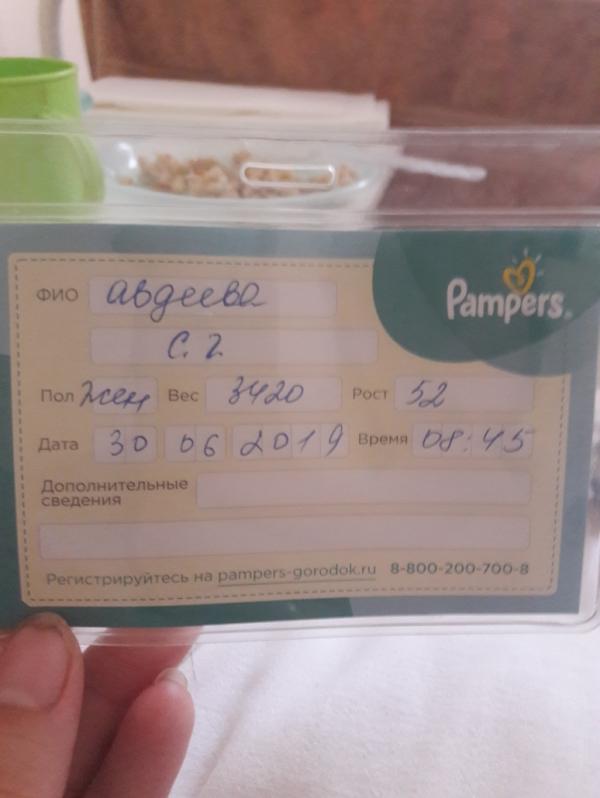 Pampers.
ФИО Авдеева
С. Г.
Пол жен Вес 3420 Рост 52
Дата 30 06 2019 Время 08:45
Дополнительные
сведения
Регистрируйтесь на pampers-gorodok.ru 8-800-200-700-8